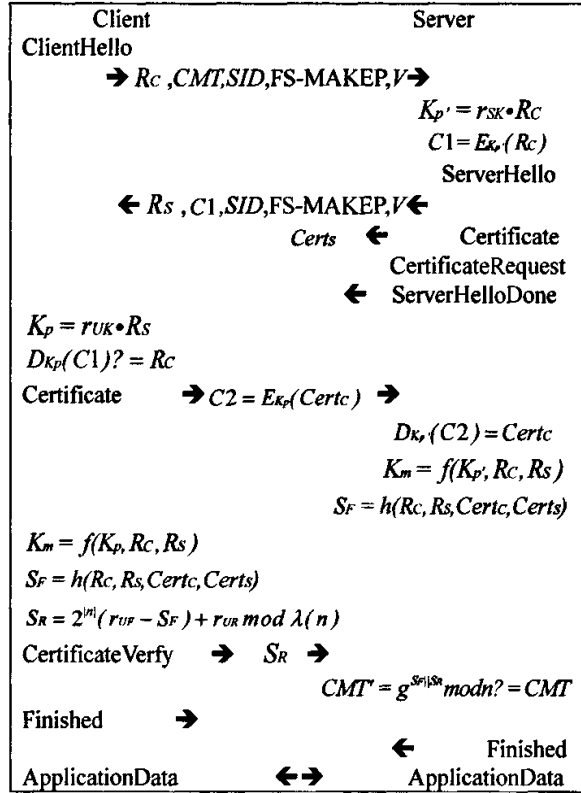 Client Server
ClientHello
→ Rc ,CMT,SID,FS-MAKEP,V→
Kp' = rSK•RC
C1= EKp'(Rc)
ServerHello
← Rs ,C1,SID,FS-MAKEP,V←
Certs ← Certificate
CertificateRequest
← ServerHelloDone
Kp = rUK•Rs
DKp(C1)? = Rc
Certificate → C2 = EKp(Certc) →
DKp'(C2) = Certc
Km = f(Kp', Rc, Rs)
SF = h(Rc, Rs, Certc, Certs)
Km = f(Kp, Rc, Rs)
SF = h(Rc, Rs, Certc, Certs)
SR = 2^|n|(rUF − SF) + rUR mod λ(n)
CertificateVerfy → SR →
CMT' = g^SF||SR modn? = CMT
Finished →
← Finished
ApplicationData ←→ ApplicationData